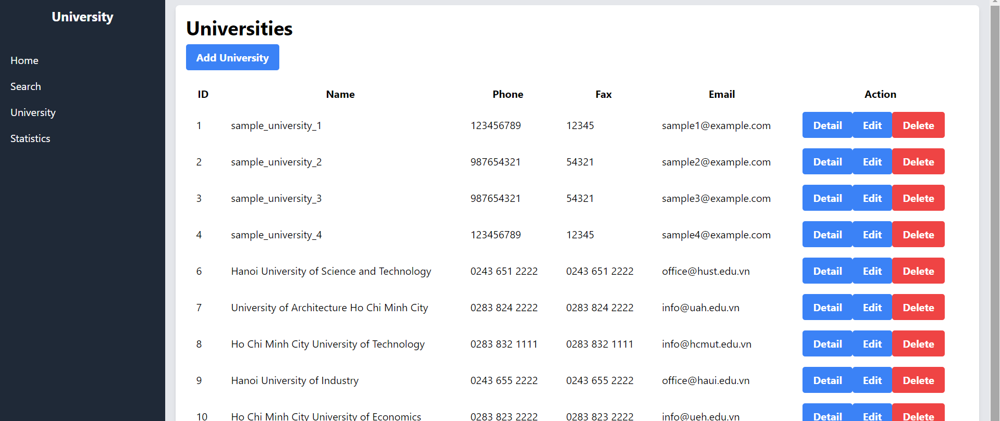 University
Home
Search
University
Statistics
Universities
Add University
ID Name Phone Fax Email Action
1 sample_university_1 123456789 12345 sample1@example.com Detail Edit Delete
2 sample_university_2 987654321 54321 sample2@example.com Detail Edit Delete
3 sample_university_3 987654321 54321 sample3@example.com Detail Edit Delete
4 sample_university_4 123456789 12345 sample4@example.com Detail Edit Delete
6 Hanoi University of Science and Technology 0243 651 2222 0243 651 2222 office@hust.edu.vn Detail Edit Delete
7 University of Architecture Ho Chi Minh City 0283 824 2222 0283 824 2222 info@uah.edu.vn Detail Edit Delete
8 Ho Chi Minh City University of Technology 0283 832 1111 0283 832 1111 info@hcmut.edu.vn Detail Edit Delete
9 Hanoi University of Industry 0243 655 2222 0243 655 2222 office@haui.edu.vn Detail Edit Delete
10 Ho Chi Minh City University of Economics 0283 823 2222 0283 823 2222 info@ueh.edu.vn Detail Edit Delete